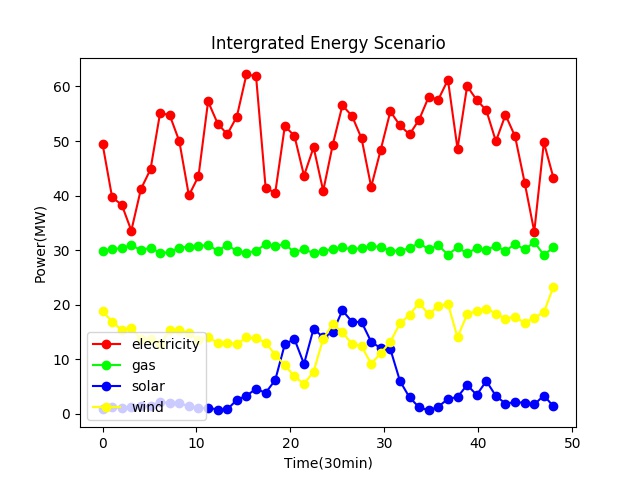 Intergrated Energy Scenario
Power(MW)
60
50
40
30
20
10
0
electricity
gas
solar
wind
0 10 20 30 40 50
Time(30min)